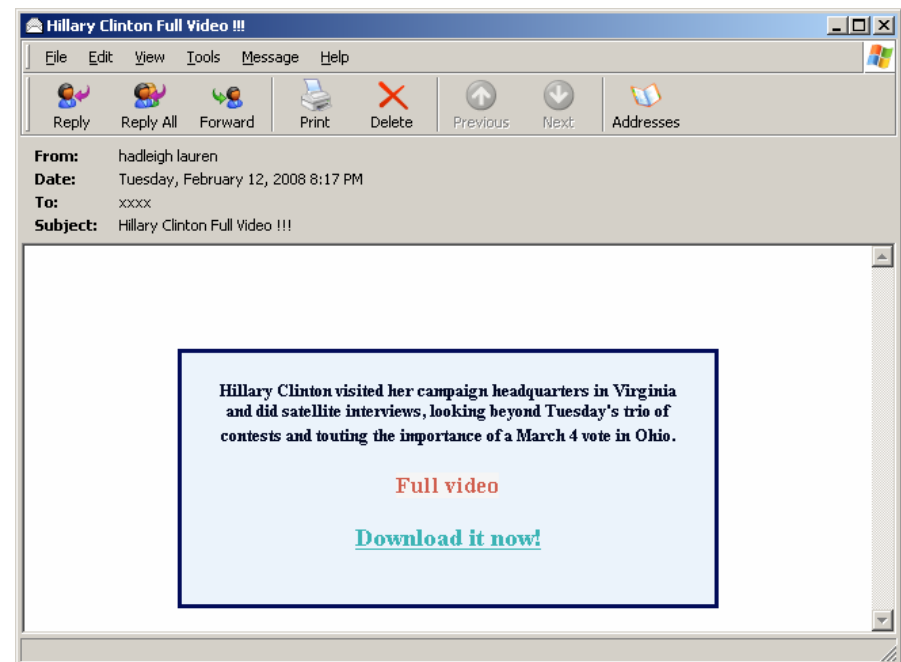 Hillary Clinton Full Video !!!
File Edit View Tools Message Help
Reply Reply All Forward Print Delete Previous Next Addresses
From: hadleigh lauren
Date: Tuesday, February 12, 2008 8:17 PM
To: xxxx
Subject: Hillary Clinton Full Video !!!
Hillary Clinton visited her campaign headquarters in Virginia
and did satellite interviews, looking beyond Tuesday's trio of
contests and touting the importance of a March 4 vote in Ohio.
Full video
Download it now!